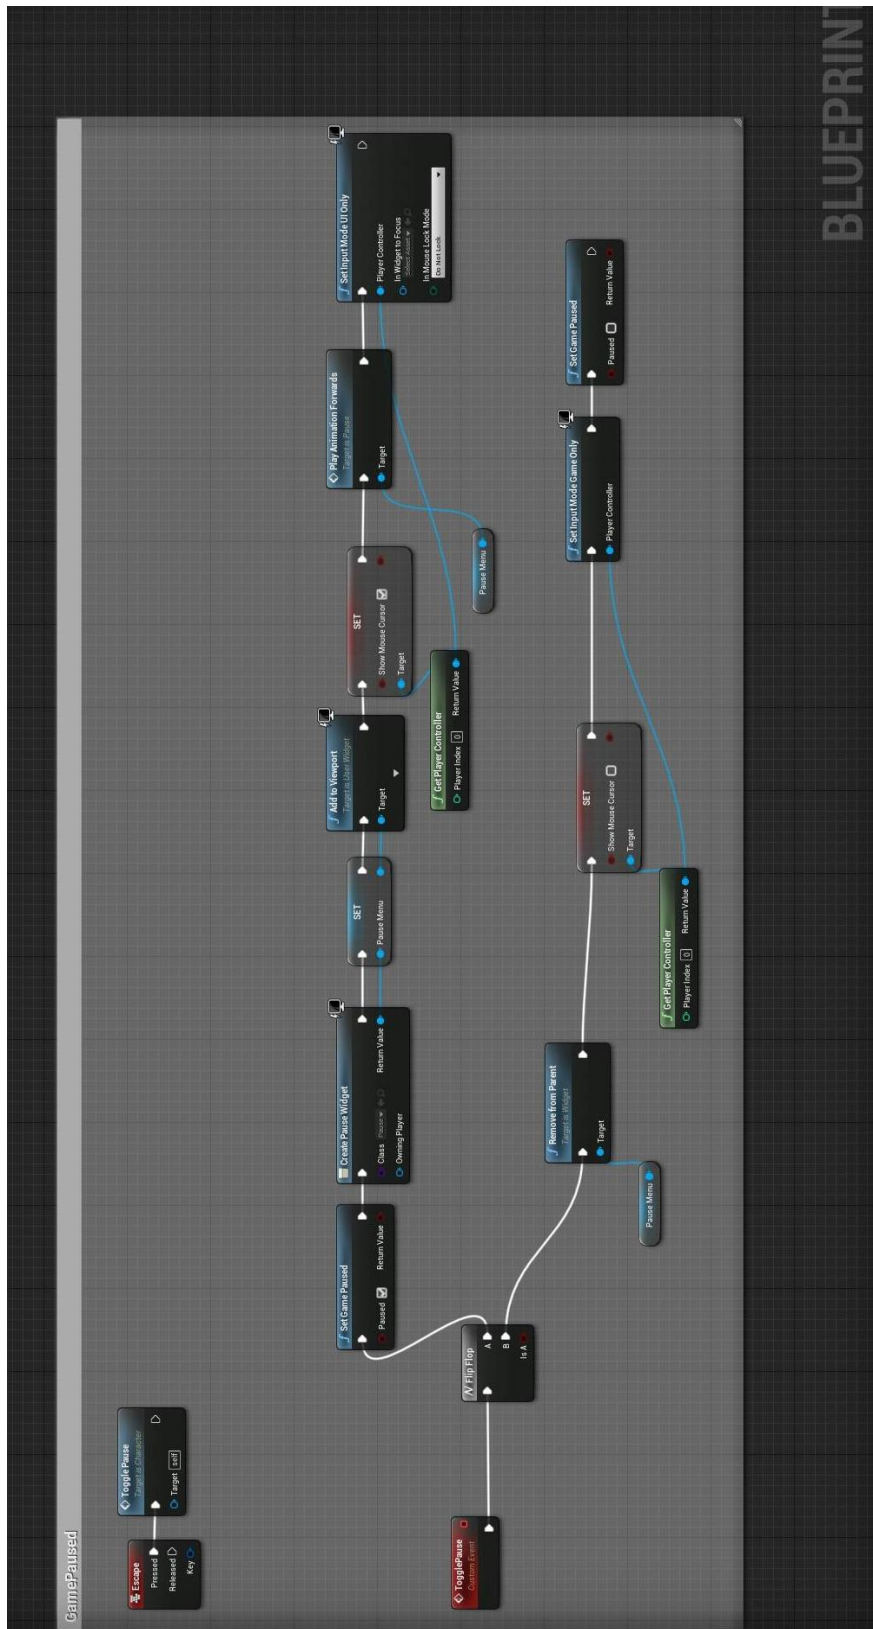 GamePaused
Escape
Pressed
Released
Key
Toggle Pause
Target is Character
Target self
TogglePause
Custom Event
Flip Flop
A
B
Is A
Set Game Paused
Paused Return Value
Create Pause Widget
Class Pause Return Value
Owning Player
SET
Pause Menu
Add to Viewport
Target is User Widget
Target
SET
Show Mouse Cursor
Target
Get Player Controller
Player Index 0 Return Value
Play Animation Forwards
Target is Pause
Target
Pause Menu
Set Input Mode UI Only
Player Controller
In Widget to Focus
Select Asset
In Mouse Lock Mode
Do Not Lock
Remove from Parent
Target is Widget
Target
Pause Menu
SET
Show Mouse Cursor
Target
Get Player Controller
Player Index 0 Return Value
Set Input Mode Game Only
Player Controller
Set Game Paused
Paused Return Value
BLUEPRINT